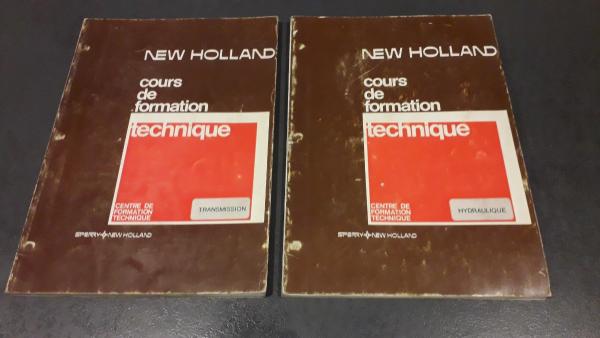 NEW HOLLAND
cours
de
formation
technique
CENTRE DE
FORMATION
TECHNIQUE
TRANSMISSION
SPERRY NEW HOLLAND
NEW HOLLAND
cours
de
formation
technique
CENTRE DE
FORMATION
TECHNIQUE
HYDRAULIQUE
SPERRY NEW HOLLAND